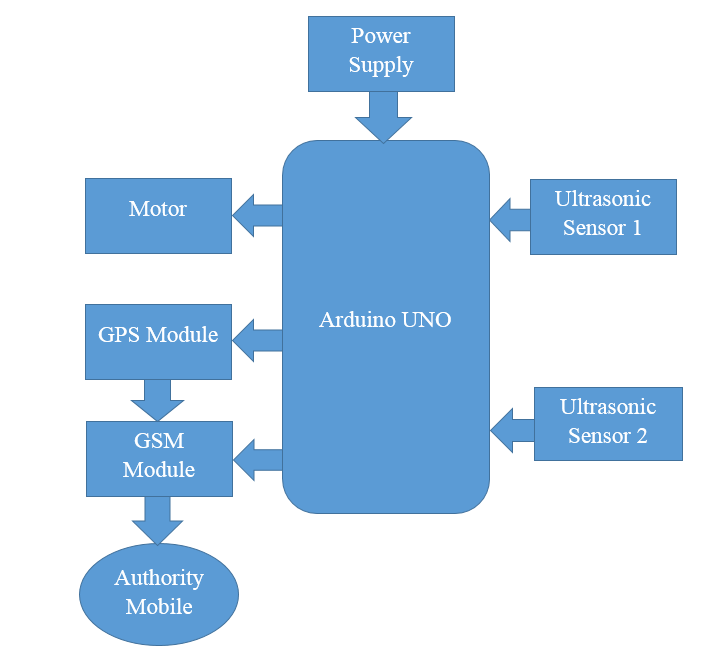 Power
Supply
Motor
Ultrasonic
Sensor 1
GPS Module
Arduino UNO
Ultrasonic
Sensor 2
GSM
Module
Authority
Mobile